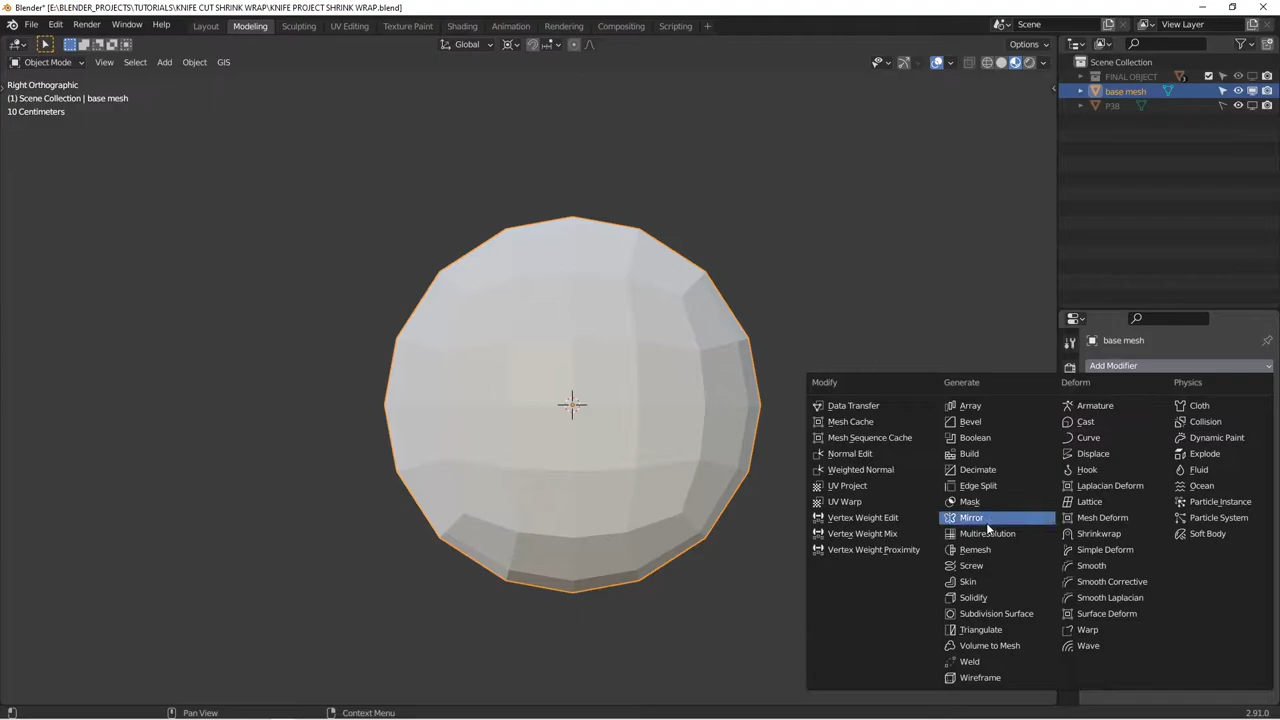 Blender* [E:\BLENDER_PROJECTS\TUTORIALS\KNIFE CUT SHRINK WRAP\KNIFE PROJECT SHRINK WRAP.blend]
File Edit Render Window Help Layout Modeling Sculpting UV Editing Texture Paint Shading Animation Rendering Compositing Scripting + Scene View Layer
Global Options
Object Mode View Select Add Object GIS
Right Orthographic
(1) Scene Collection | base mesh
10 Centimeters
Scene Collection
FINAL OBJECT
base mesh
P3B
base mesh
Add Modifier
Modify Generate Deform Physics
Data Transfer Array Armature Cloth
Mesh Cache Bevel Cast Collision
Mesh Sequence Cache Boolean Curve Dynamic Paint
Normal Edit Build Displace Explode
Weighted Normal Decimate Hook Fluid
UV Project Edge Split Laplacian Deform Ocean
UV Warp Mask Lattice Particle Instance
Vertex Weight Edit Mirror Mesh Deform Particle System
Vertex Weight Mix Multiresolution Shrinkwrap Soft Body
Vertex Weight Proximity Remesh Simple Deform
Screw Smooth
Skin Smooth Corrective
Solidify Smooth Laplacian
Subdivision Surface Surface Deform
Triangulate Warp
Volume to Mesh Wave
Weld
Wireframe
Pan View Context Menu 2.91.0